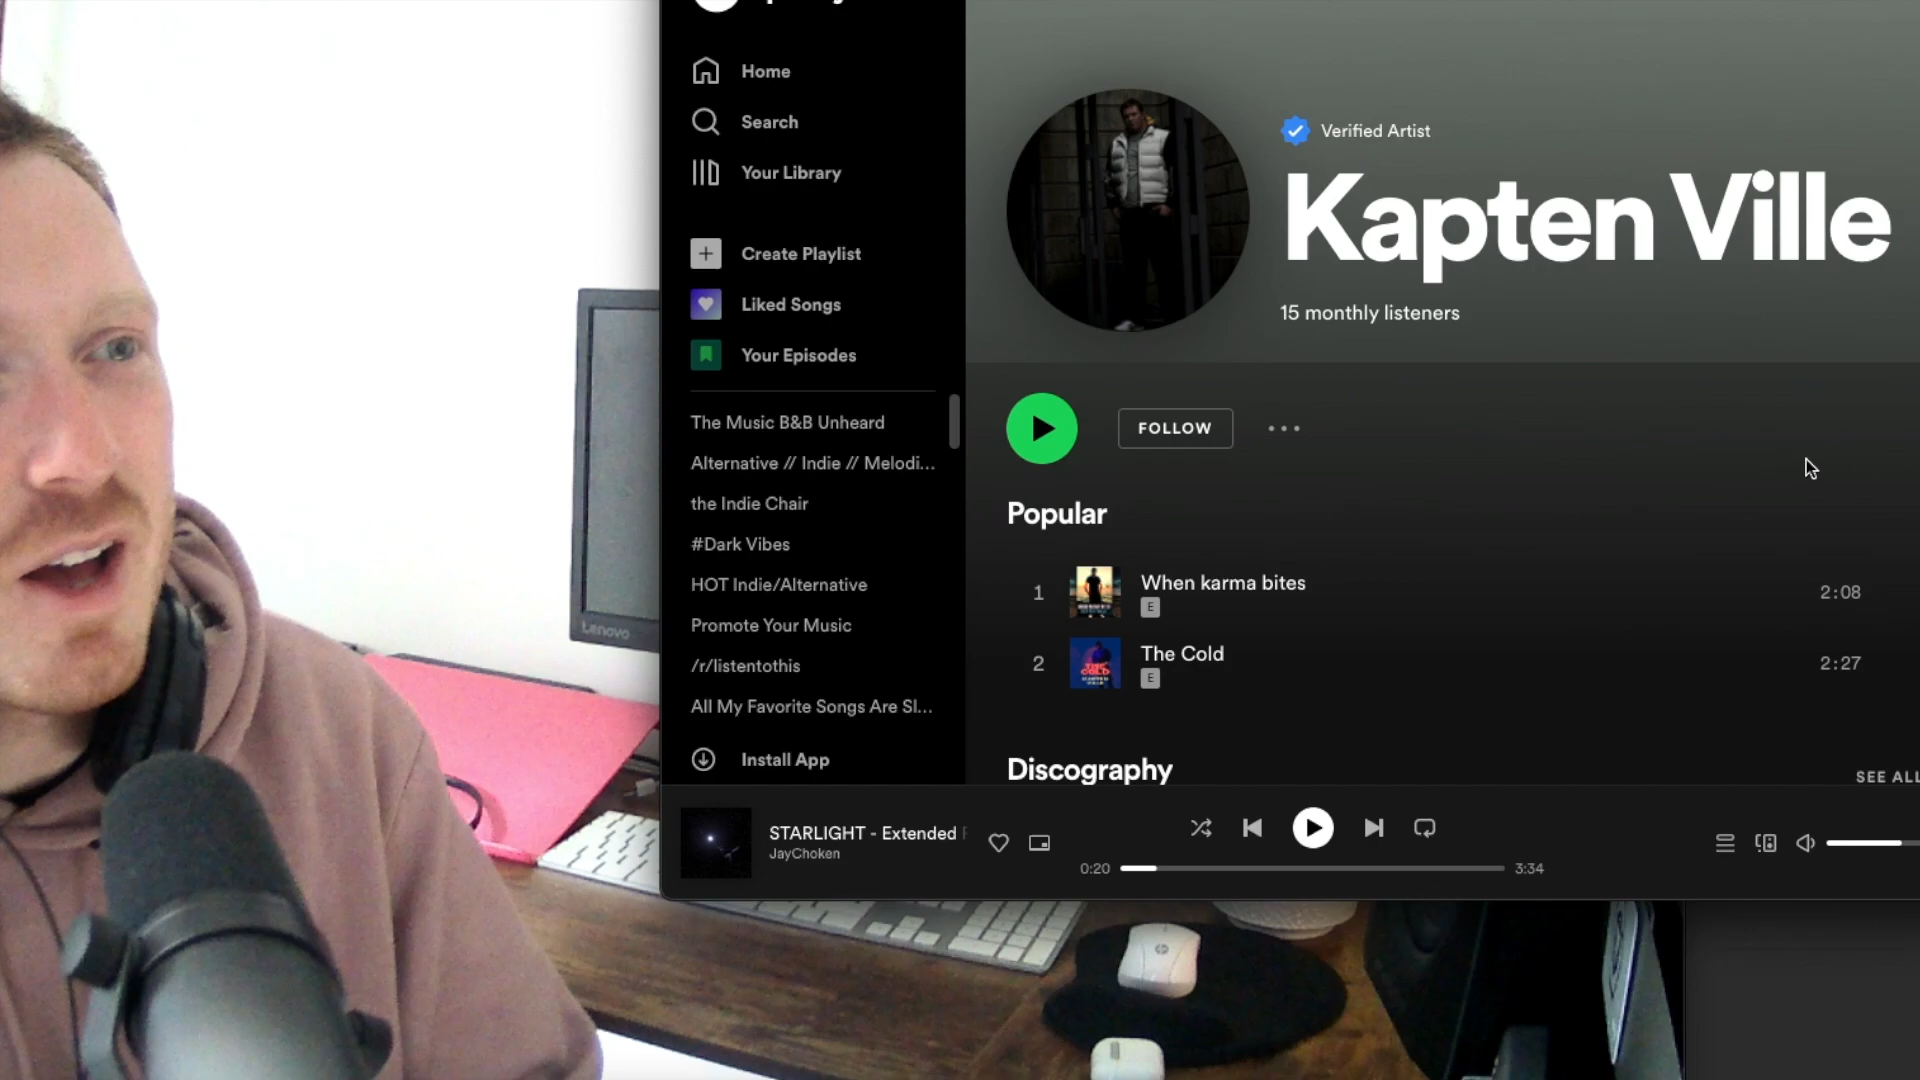 Home
Search
Your Library
Create Playlist
Liked Songs
Your Episodes
The Music B&B Unheard
Alternative // Indie // Melodi...
the Indie Chair
#Dark Vibes
HOT Indie/Alternative
Promote Your Music
/r/listentothis
All My Favorite Songs Are Sl...
Install App
Verified Artist
Kapten Ville
15 monthly listeners
FOLLOW
Popular
1
When karma bites
E
2:08
2
THE COLD
The Cold
E
2:27
Discography
SEE ALL
STARLIGHT - Extended
JayChoken
0:20
3:34
Lenovo